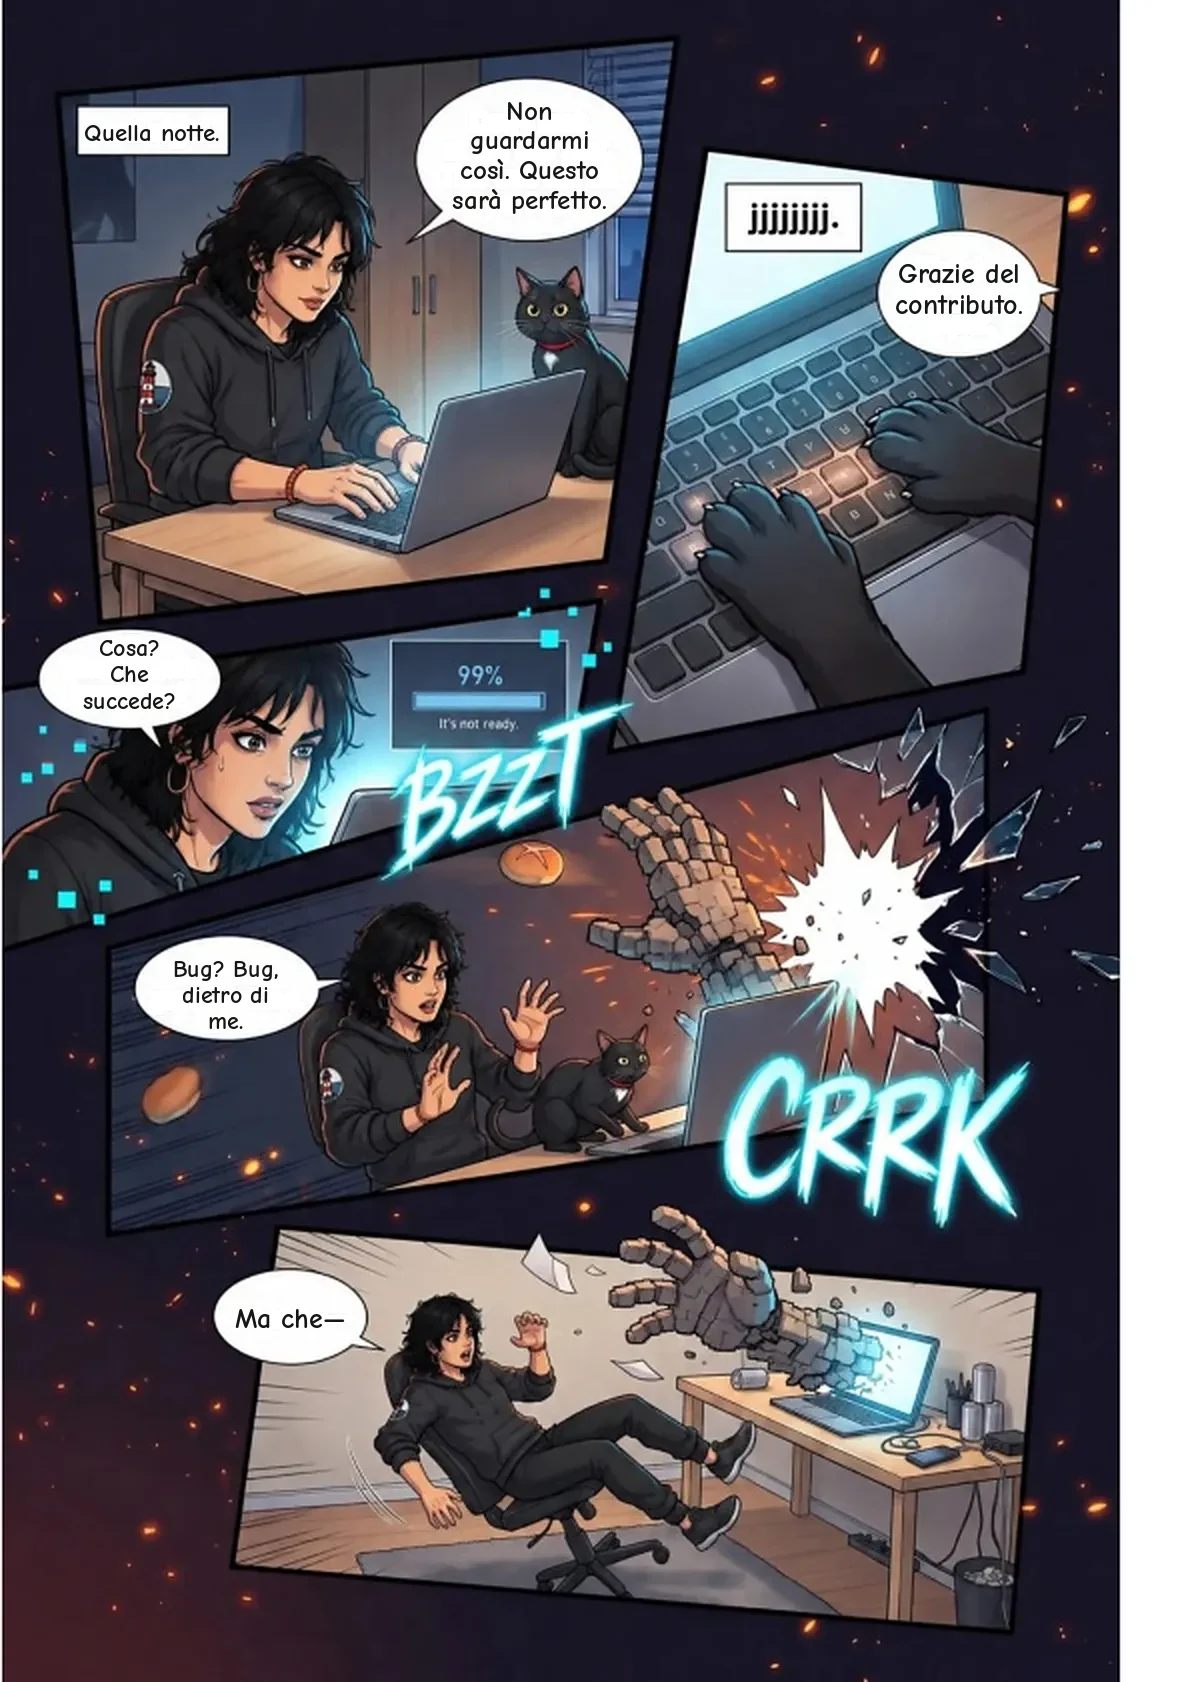 Quella notte.
Non
guardarmi
così. Questo
sarà perfetto.
jjjjjjjj.
Grazie del
contributo.
Cosa?
Che
succede?
99%
It's not ready.
BZZT
Bug? Bug,
dietro di
me.
CRRK
Ma che—